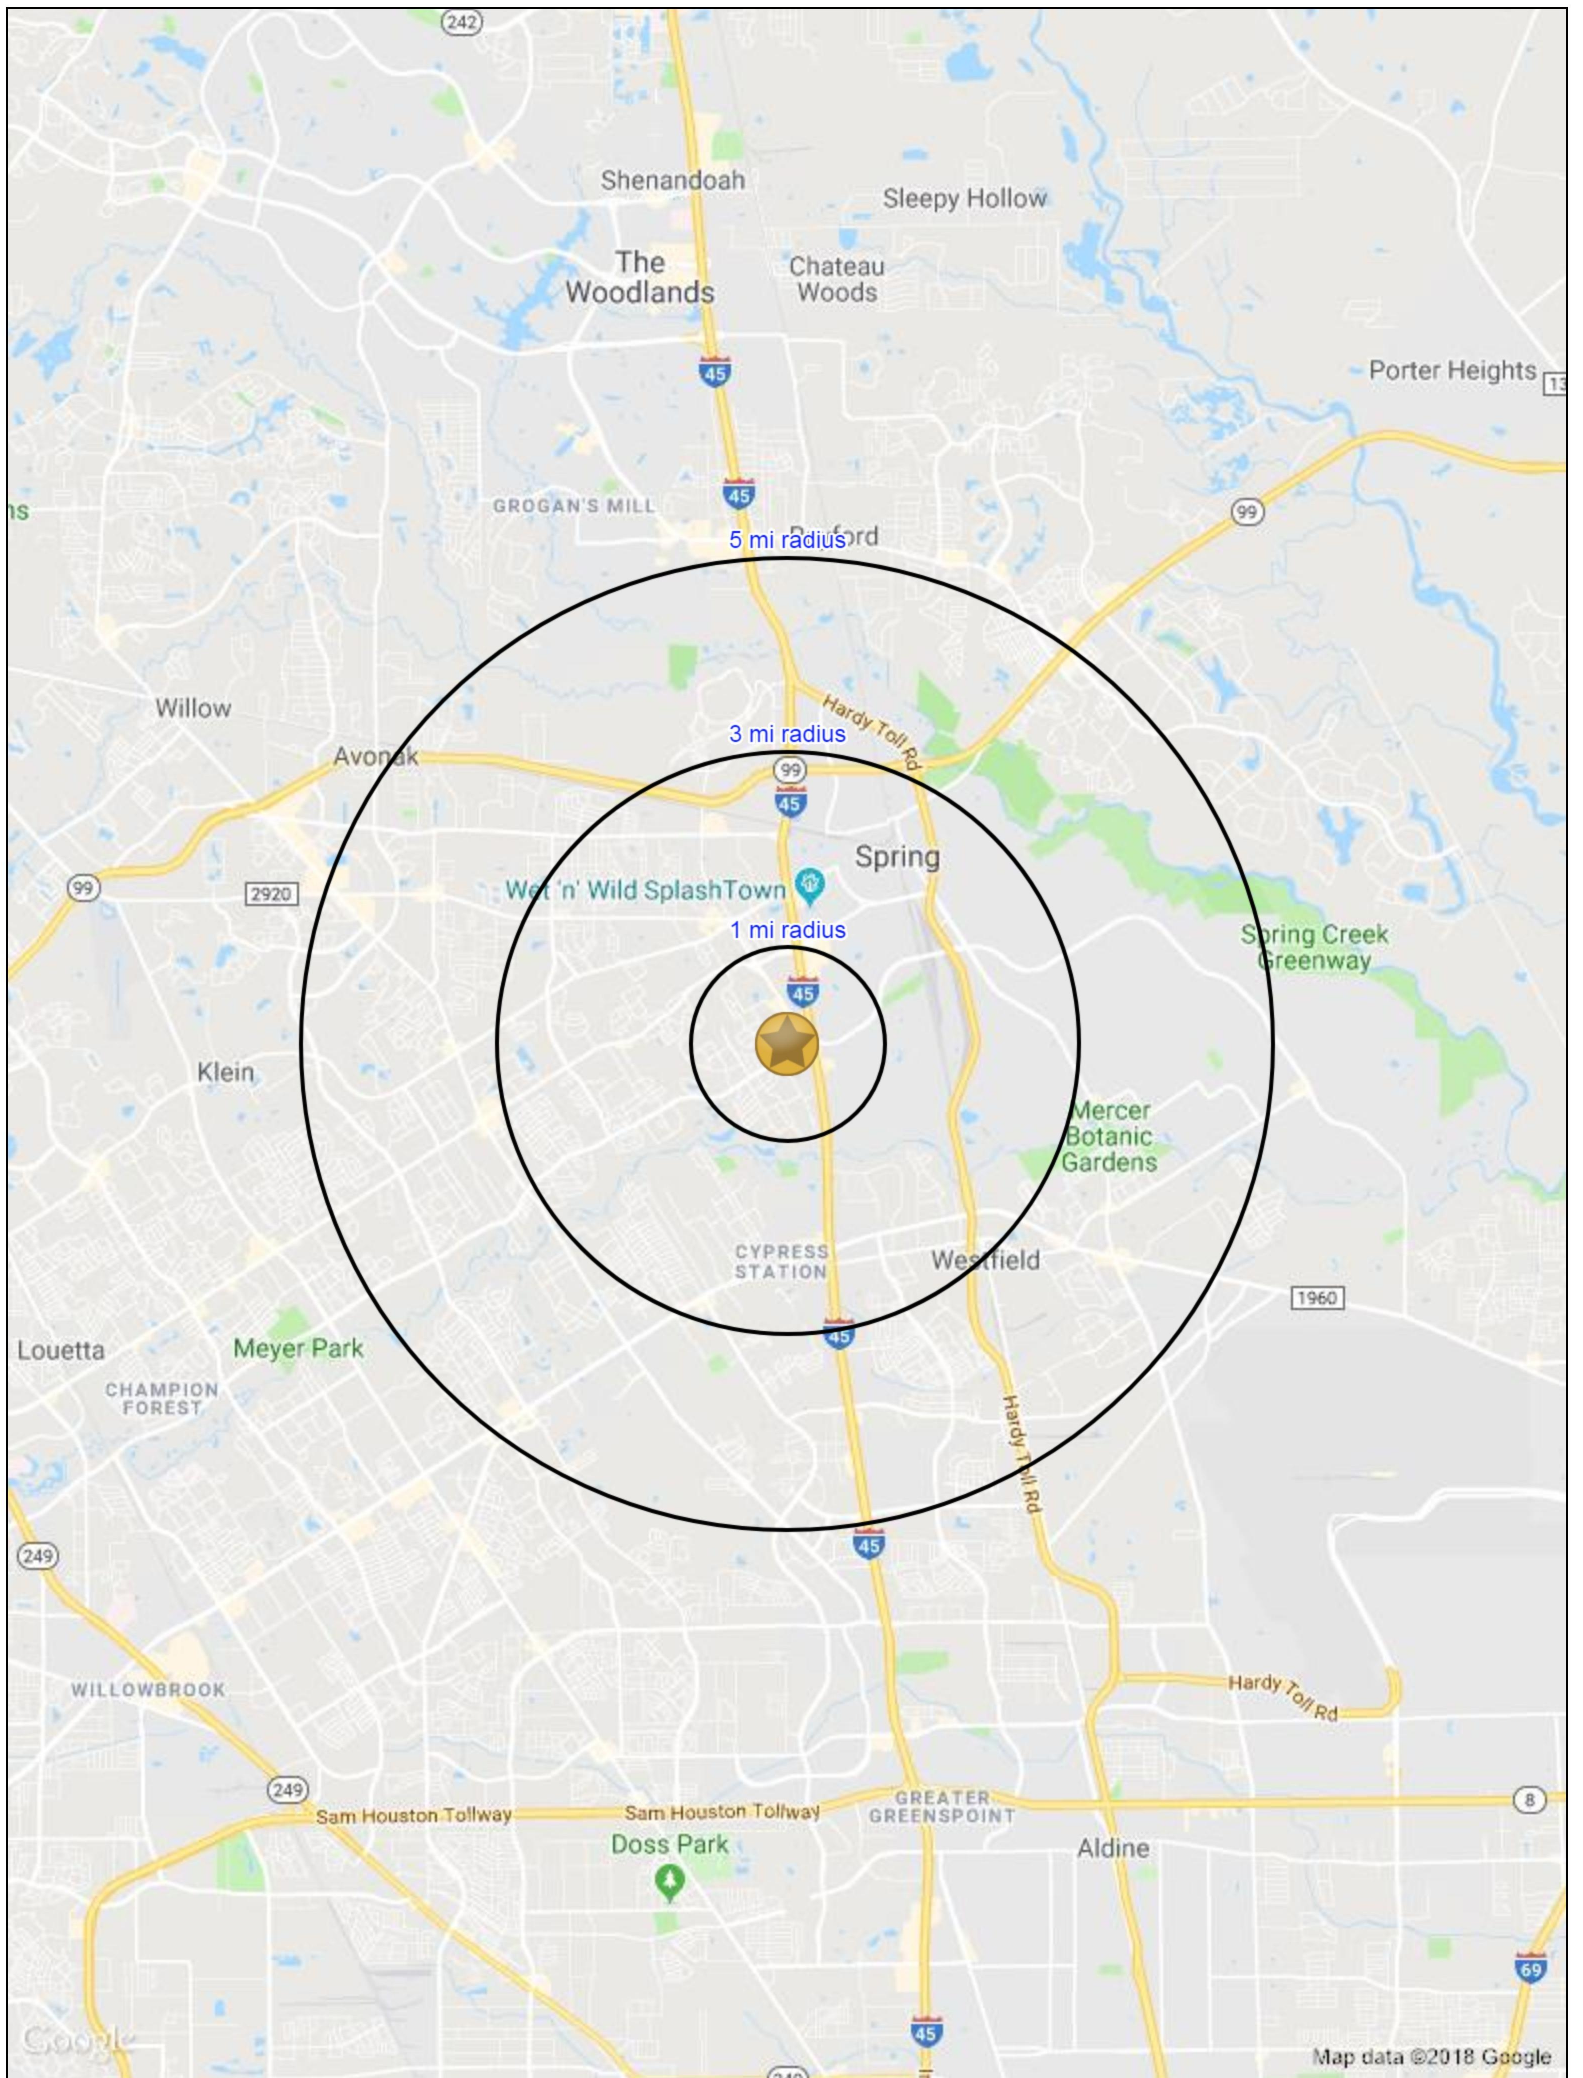 242
Shenandoah
Sleepy Hollow
The
Woodlands
Chateau
Woods
45
Porter Heights
13
45
GROGAN'S MILL
99
5 mi radius
Willow
Hardy Toll Rd
3 mi radius
Avonak
99
45
Spring
99
2920
Wet 'n' Wild SplashTown
1 mi radius
Spring Creek
Greenway
45
Klein
Mercer
Botanic
Gardens
CYPRESS
STATION
Westfield
1960
45
Louetta
Meyer Park
CHAMPION
FOREST
Hardy Toll Rd
45
249
WILLOWBROOK
Hardy Toll Rd
249
Sam Houston Tollway
Sam Houston Tollway
GREATER
GREENSPOINT
8
Doss Park
Aldine
69
45
Google
Map data ©2018 Google